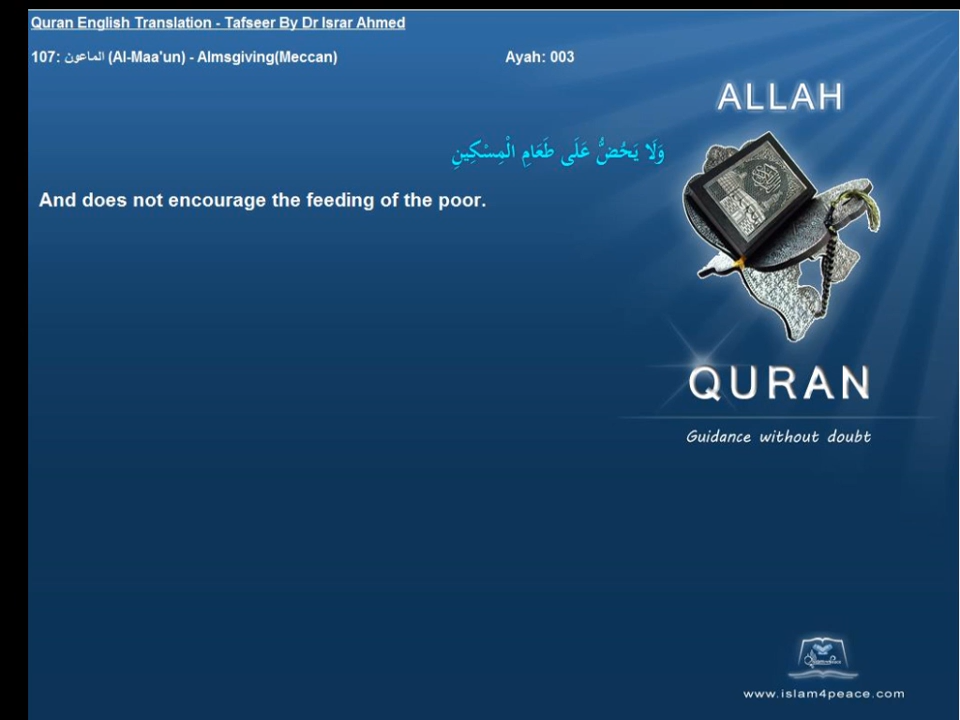 Quran English Translation - Tafseer By Dr Israr Ahmed
107: الماعون (Al-Maa'un) - Almsgiving(Meccan) Ayah: 003
ALLAH
وَلَا يَحُضُّ عَلَى طَعَامِ الْمِسْكِينِ
And does not encourage the feeding of the poor.
QURAN
Guidance without doubt
www.islam4peace.com